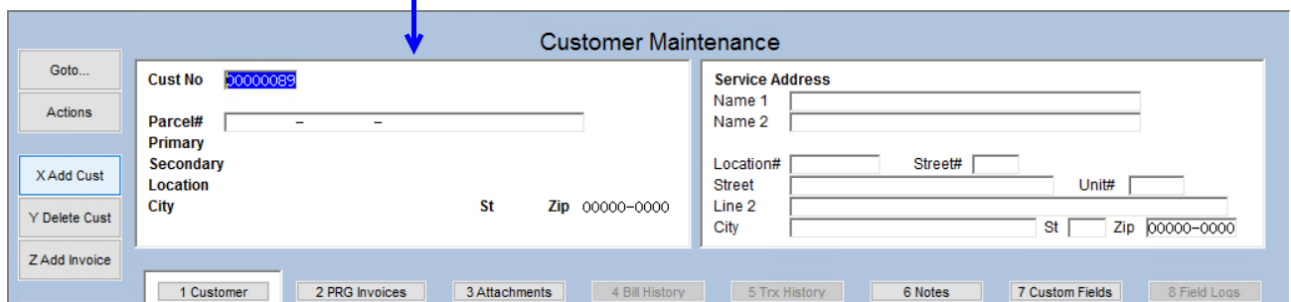 Customer Maintenance
Goto...
Actions
X Add Cust
Y Delete Cust
Z Add Invoice
Cust No 00000089
Parcel# – –
Primary
Secondary
Location
City St Zip 00000-0000
Service Address
Name 1
Name 2
Location# Street#
Street Unit#
Line 2
City St Zip 00000-0000
1 Customer 2 PRG Invoices 3 Attachments 4 Bill History 5 Trx History 6 Notes 7 Custom Fields 8 Field Logs